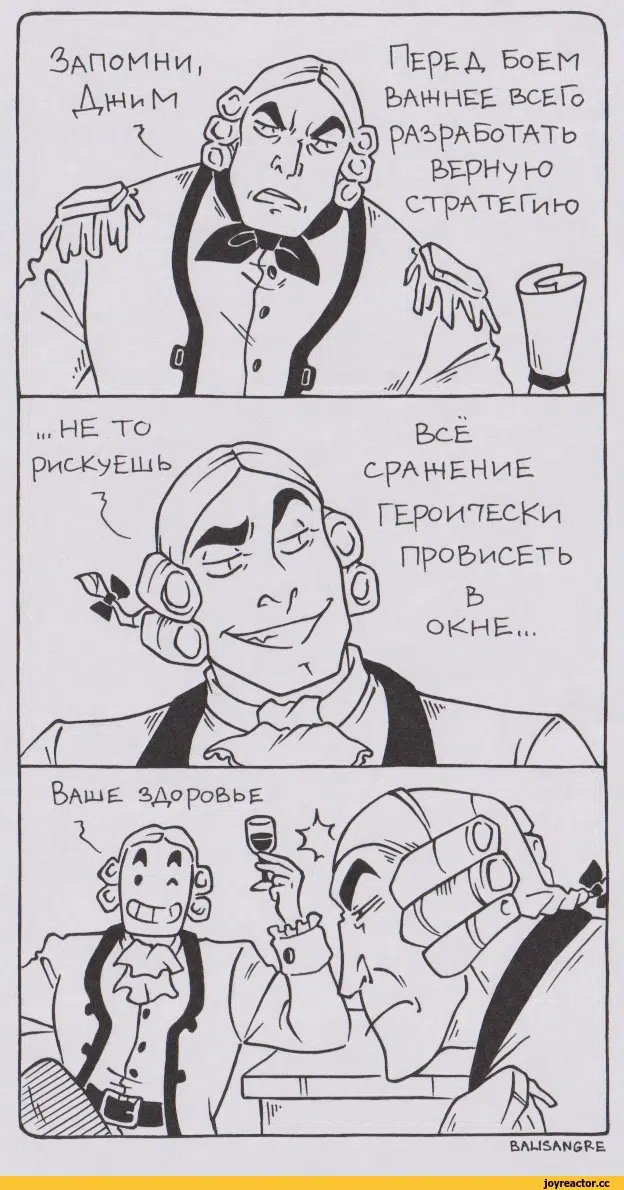 Запомни,
Джим
Перед боем
важнее всего
разработать
верную
стратегию
... не то
рискуешь
Всё
сражение
героически
провисеть
в
окне...
Ваше здоровье
BALISANGRE
joyreactor.cc